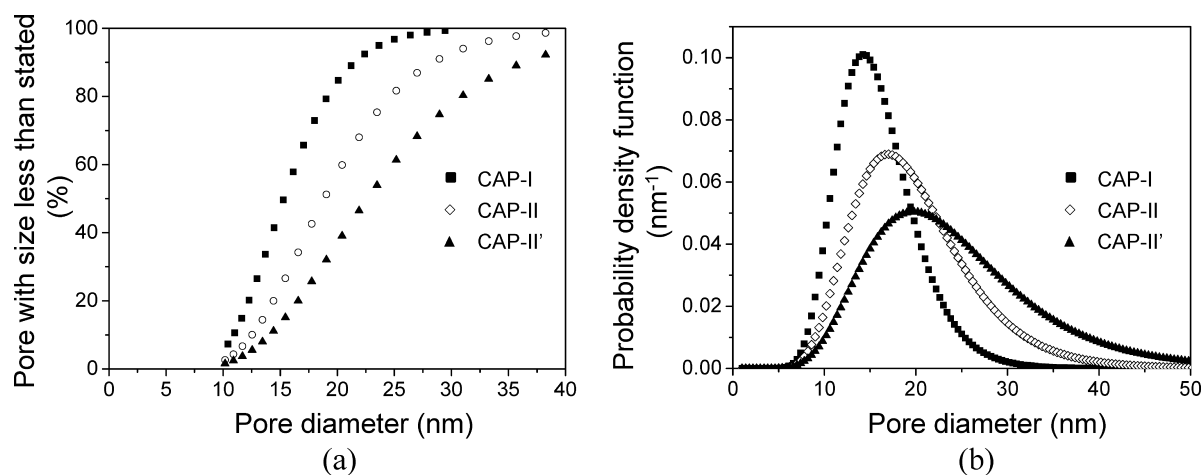 Pore with size less than stated
(%)
100
80
60
40
20
0
0 5 10 15 20 25 30 35 40
Pore diameter (nm)
CAP-I
CAP-II
CAP-II'
(a)
Probability density function
(nm-1)
0.10
0.08
0.06
0.04
0.02
0.00
0 10 20 30 40 50
Pore diameter (nm)
CAP-I
CAP-II
CAP-II'
(b)